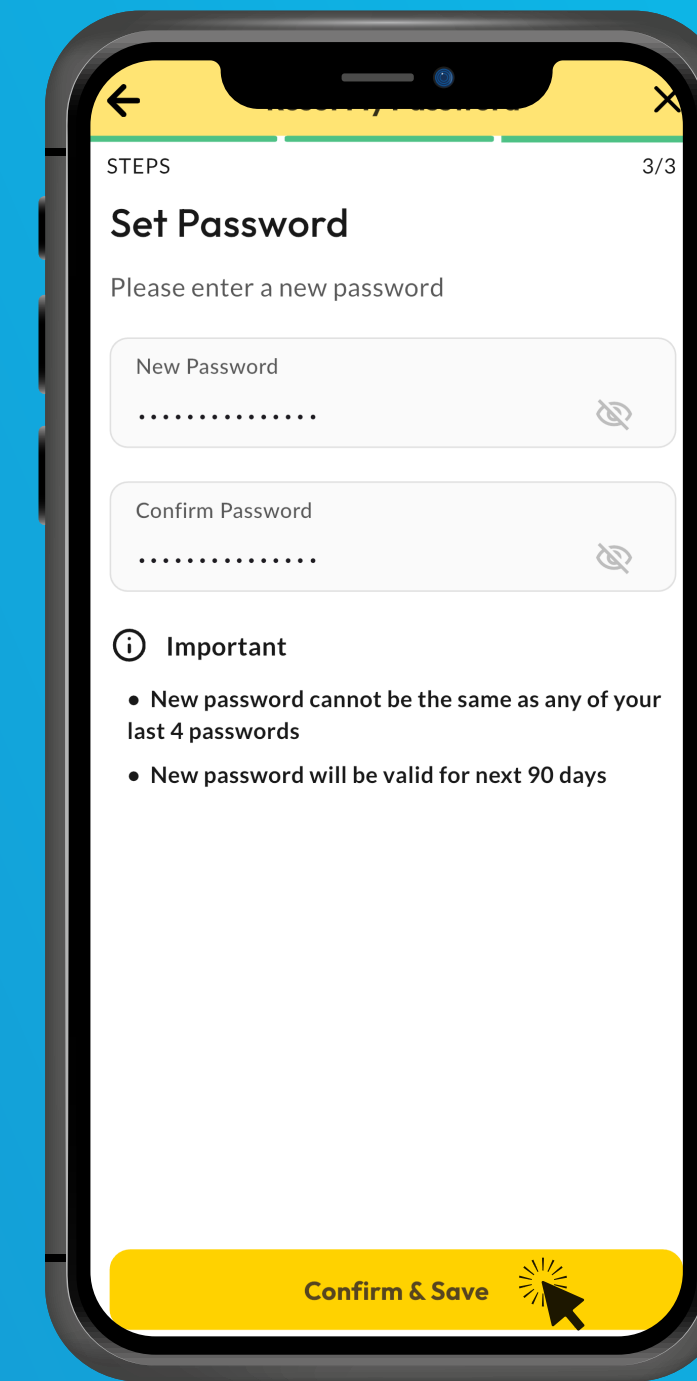 STEPS
3/3
Set Password
Please enter a new password
New Password
...............
Confirm Password
...............
Important
• New password cannot be the same as any of your
last 4 passwords
• New password will be valid for next 90 days
Confirm & Save